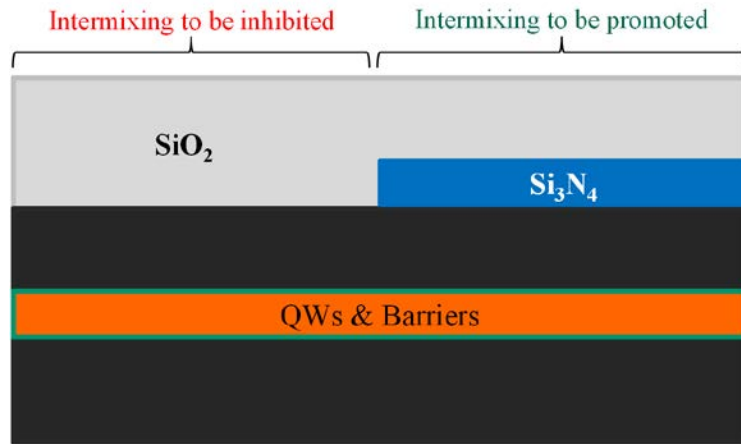 Intermixing to be inhibited
Intermixing to be promoted
SiO₂
Si₃N₄
QWs & Barriers